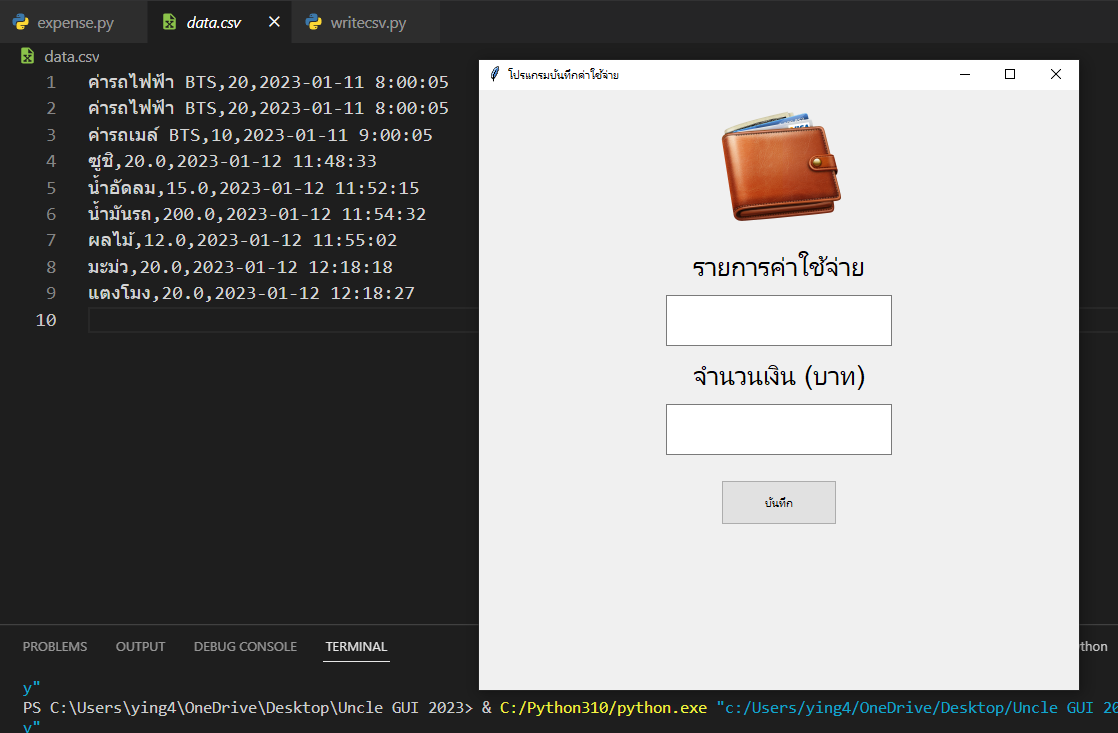 expense.py data.csv writecsv.py
data.csv
1 ค่ารถไฟฟ้า BTS,20,2023-01-11 8:00:05
2 ค่ารถไฟฟ้า BTS,20,2023-01-11 8:00:05
3 ค่ารถเมล์ BTS,10,2023-01-11 9:00:05
4 ซูชิ,20.0,2023-01-12 11:48:33
5 น้ำอัดลม,15.0,2023-01-12 11:52:15
6 น้ำมันรถ,200.0,2023-01-12 11:54:32
7 ผลไม้,12.0,2023-01-12 11:55:02
8 มะม่ว,20.0,2023-01-12 12:18:18
9 แตงโมง,20.0,2023-01-12 12:18:27
10
โปรแกรมบันทึกค่าใช้จ่าย
VISA
รายการค่าใช้จ่าย
จำนวนเงิน (บาท)
บันทึก
PROBLEMS OUTPUT DEBUG CONSOLE TERMINAL thon
y"
PS C:\Users\ying4\OneDrive\Desktop\Uncle GUI 2023> & C:/Python310/python.exe "c:/Users/ying4/OneDrive/Desktop/Uncle GUI 20
y"